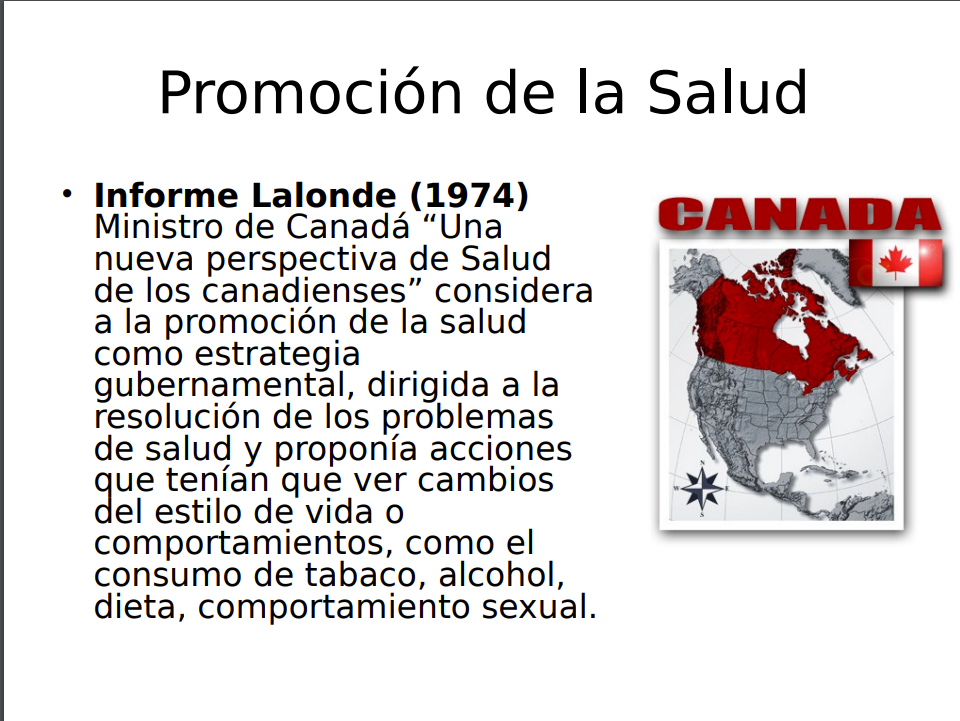 Promoción de la Salud
• Informe Lalonde (1974)
Ministro de Canadá “Una
nueva perspectiva de Salud
de los canadienses” considera
a la promoción de la salud
como estrategia
gubernamental, dirigida a la
resolución de los problemas
de salud y proponía acciones
que tenían que ver cambios
del estilo de vida o
comportamientos, como el
consumo de tabaco, alcohol,
dieta, comportamiento sexual.
CANADA
N
W E
S